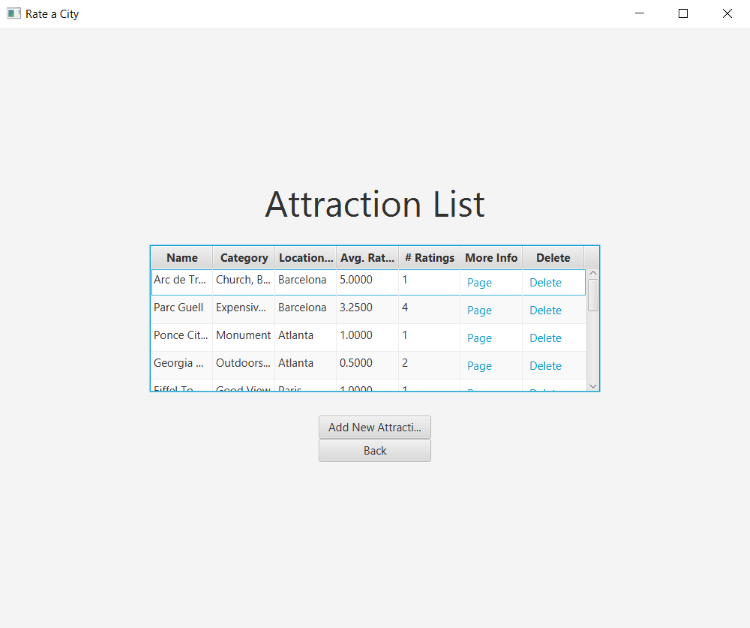 Rate a City
Attraction List
Name Category Location... Avg. Rat... # Ratings More Info Delete
Arc de Tr... Church, B... Barcelona 5.0000 1 Page Delete
Parc Guell Expensiv... Barcelona 3.2500 4 Page Delete
Ponce Cit... Monument Atlanta 1.0000 1 Page Delete
Georgia ... Outdoors... Atlanta 0.5000 2 Page Delete
Eiffel To... Good View Paris 1.0000 1 Page Delete
Add New Attracti...
Back